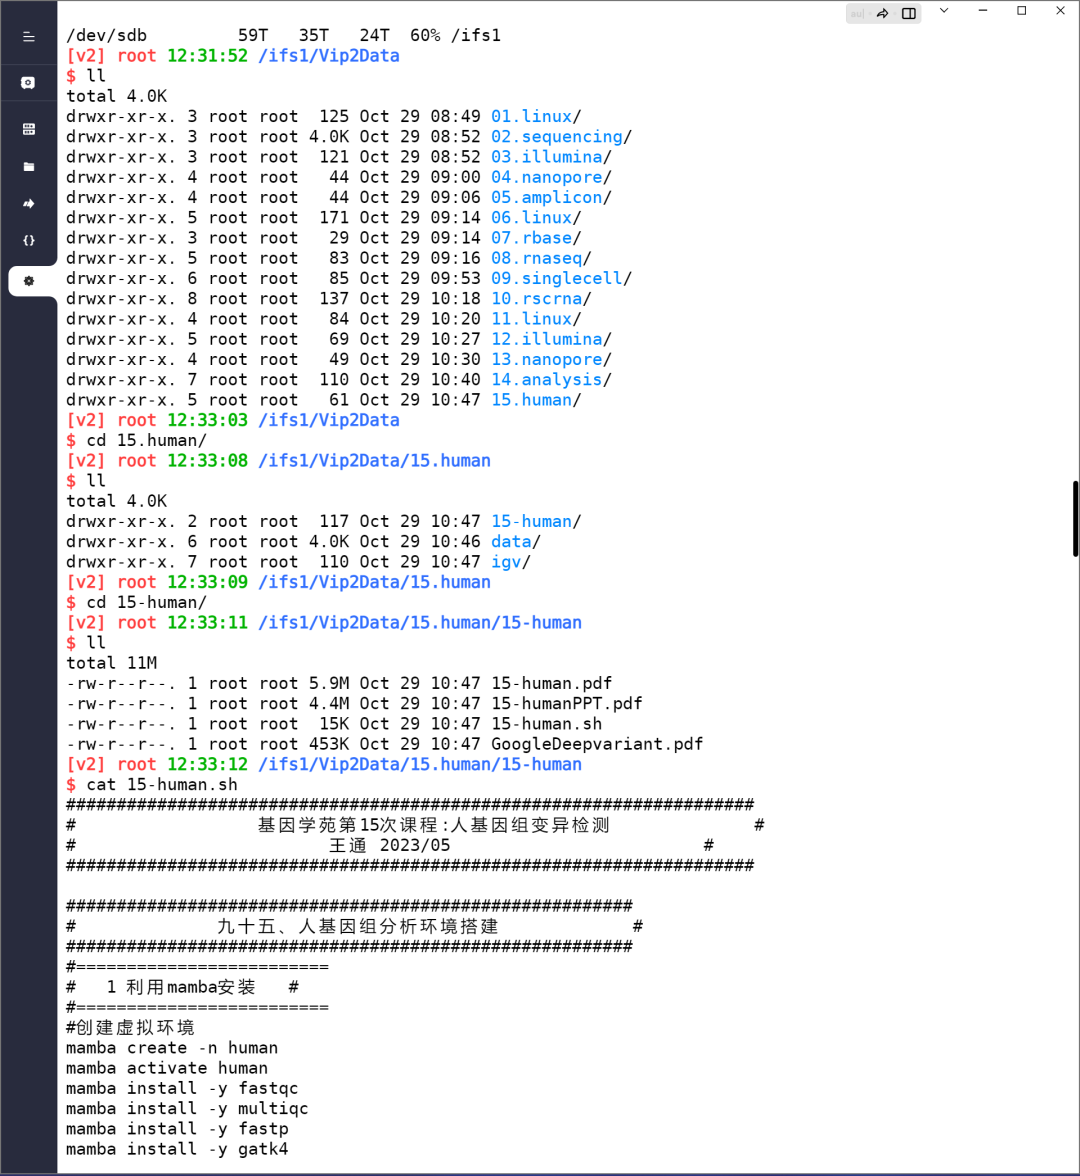 /dev/sdb         59T   35T   24T  60% /ifs1
[v2] root 12:31:52 /ifs1/Vip2Data
$ ll
total 4.0K
drwxr-xr-x. 3 root root  125 Oct 29 08:49 01.linux/
drwxr-xr-x. 3 root root 4.0K Oct 29 08:52 02.sequencing/
drwxr-xr-x. 3 root root  121 Oct 29 08:52 03.illumina/
drwxr-xr-x. 4 root root   44 Oct 29 09:00 04.nanopore/
drwxr-xr-x. 4 root root   44 Oct 29 09:06 05.amplicon/
drwxr-xr-x. 5 root root  171 Oct 29 09:14 06.linux/
drwxr-xr-x. 3 root root   29 Oct 29 09:14 07.rbase/
drwxr-xr-x. 5 root root   83 Oct 29 09:16 08.rnaseq/
drwxr-xr-x. 6 root root   85 Oct 29 09:53 09.singlecell/
drwxr-xr-x. 8 root root  137 Oct 29 10:18 10.rscrna/
drwxr-xr-x. 4 root root   84 Oct 29 10:20 11.linux/
drwxr-xr-x. 5 root root   69 Oct 29 10:27 12.illumina/
drwxr-xr-x. 4 root root   49 Oct 29 10:30 13.nanopore/
drwxr-xr-x. 7 root root  110 Oct 29 10:40 14.analysis/
drwxr-xr-x. 5 root root   61 Oct 29 10:47 15.human/
[v2] root 12:33:03 /ifs1/Vip2Data
$ cd 15.human/
[v2] root 12:33:08 /ifs1/Vip2Data/15.human
$ ll
total 4.0K
drwxr-xr-x. 2 root root  117 Oct 29 10:47 15-human/
drwxr-xr-x. 6 root root 4.0K Oct 29 10:46 data/
drwxr-xr-x. 7 root root  110 Oct 29 10:47 igv/
[v2] root 12:33:09 /ifs1/Vip2Data/15.human
$ cd 15-human/
[v2] root 12:33:11 /ifs1/Vip2Data/15.human/15-human
$ ll
total 11M
-rw-r--r--. 1 root root 5.9M Oct 29 10:47 15-human.pdf
-rw-r--r--. 1 root root 4.4M Oct 29 10:47 15-humanPPT.pdf
-rw-r--r--. 1 root root  15K Oct 29 10:47 15-human.sh
-rw-r--r--. 1 root root 453K Oct 29 10:47 GoogleDeepvariant.pdf
[v2] root 12:33:12 /ifs1/Vip2Data/15.human/15-human
$ cat 15-human.sh
####################################################################
#                  基因学苑第15次课程:人基因组变异检测              #
#                         王通 2023/05                         #
####################################################################

########################################################
#              九十五、人基因组分析环境搭建             #
########################################################
#=========================
#   1 利用mamba安装   #
#=========================
#创建虚拟环境
mamba create -n human
mamba activate human
mamba install -y fastqc
mamba install -y multiqc
mamba install -y fastp
mamba install -y gatk4